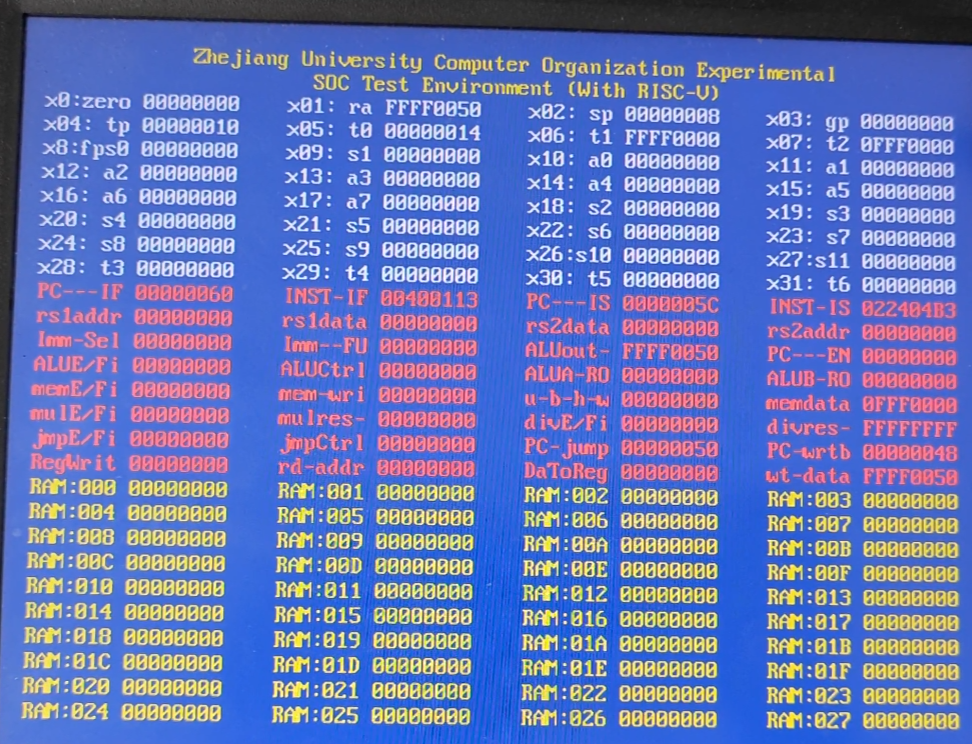 Zhejiang University Computer Organization Experimental
SOC Test Environment (With RISC-V)
x0:zero 00000000 x01: ra FFFF0050 x02: sp 00000008 x03: gp 00000000
x04: tp 00000010 x05: t0 00000014 x06: t1 FFFF0000 x07: t2 0FFF0000
x8:fps0 00000000 x09: s1 00000000 x10: a0 00000000 x11: a1 00000000
x12: a2 00000000 x13: a3 00000000 x14: a4 00000000 x15: a5 00000000
x16: a6 00000000 x17: a7 00000000 x18: s2 00000000 x19: s3 00000000
x20: s4 00000000 x21: s5 00000000 x22: s6 00000000 x23: s7 00000000
x24: s8 00000000 x25: s9 00000000 x26:s10 00000000 x27:s11 00000000
x28: t3 00000000 x29: t4 00000000 x30: t5 00000000 x31: t6 00000000
PC---IF 00000060 INST-IF 00400113 PC---IS 0000005C INST-IS 022404B3
rs1addr 00000000 rs1data 00000000 rs2data 00000000 rs2addr 00000000
Imm-Sel 00000000 Imm--FU 00000000 ALUout- FFFF0050 PC---EN 00000000
ALUE/Fi 00000000 ALUCtrl 00000000 ALUA-RO 00000000 ALUB-RO 00000000
memE/Fi 00000000 mem-wri 00000000 u-b-h-w 00000000 memdata 0FFF0000
mulE/Fi 00000000 mulres- 00000000 divE/Fi 00000000 divres- FFFFFFFF
jmpE/Fi 00000000 jmpCtrl 00000000 PC-jump 00000050 PC-wrtb 00000048
RegWrit 00000000 rd-addr 00000000 DaToReg 00000000 wt-data FFFF0050
RAM:000 00000000 RAM:001 00000000 RAM:002 00000000 RAM:003 00000000
RAM:004 00000000 RAM:005 00000000 RAM:006 00000000 RAM:007 00000000
RAM:008 00000000 RAM:009 00000000 RAM:00A 00000000 RAM:00B 00000000
RAM:00C 00000000 RAM:00D 00000000 RAM:00E 00000000 RAM:00F 00000000
RAM:010 00000000 RAM:011 00000000 RAM:012 00000000 RAM:013 00000000
RAM:014 00000000 RAM:015 00000000 RAM:016 00000000 RAM:017 00000000
RAM:018 00000000 RAM:019 00000000 RAM:01A 00000000 RAM:01B 00000000
RAM:01C 00000000 RAM:01D 00000000 RAM:01E 00000000 RAM:01F 00000000
RAM:020 00000000 RAM:021 00000000 RAM:022 00000000 RAM:023 00000000
RAM:024 00000000 RAM:025 00000000 RAM:026 00000000 RAM:027 00000000